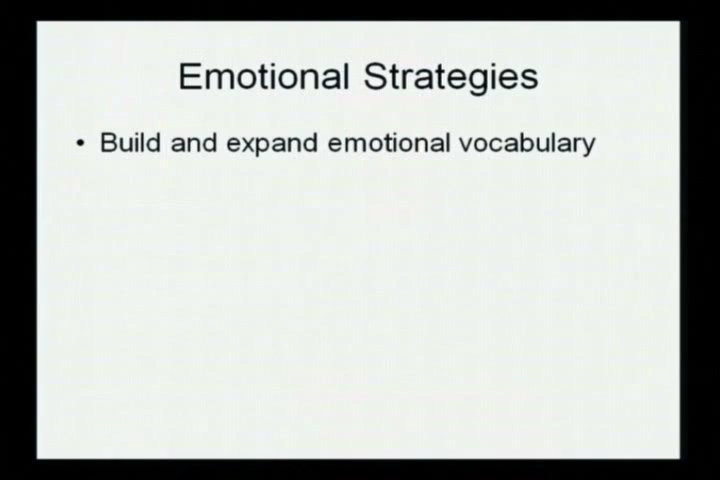 Emotional Strategies
• Build and expand emotional vocabulary